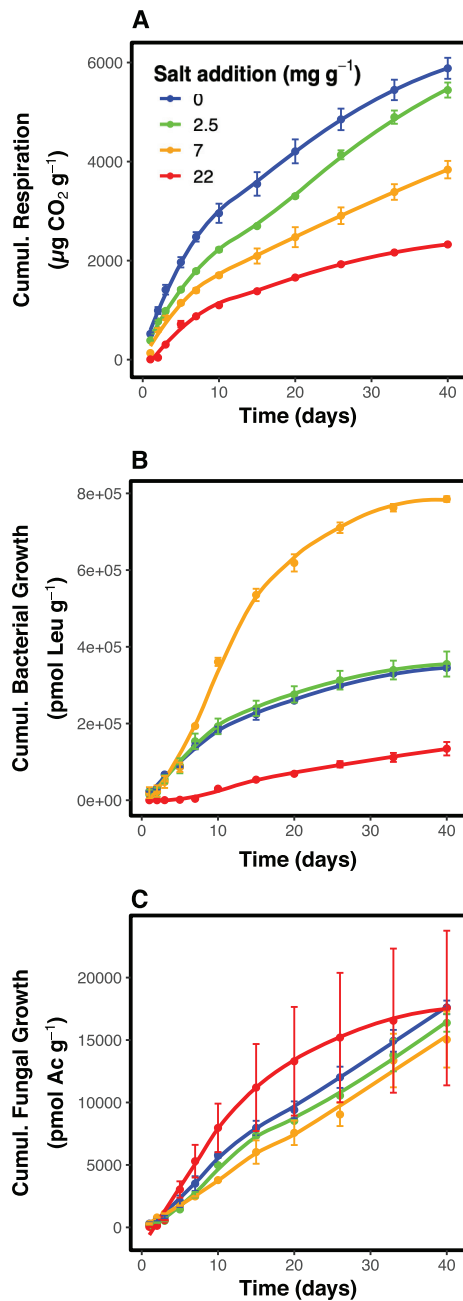 A
Cumul. Respiration
(µg CO₂ g⁻¹)
Salt addition (mg g⁻¹)
0
2.5
7
22
6000
4000
2000
0
0 10 20 30 40
Time (days)
B
Cumul. Bacterial Growth
(pmol Leu g⁻¹)
8e+05
6e+05
4e+05
2e+05
0e+00
0 10 20 30 40
Time (days)
C
Cumul. Fungal Growth
(pmol Ac g⁻¹)
20000
15000
10000
5000
0
0 10 20 30 40
Time (days)